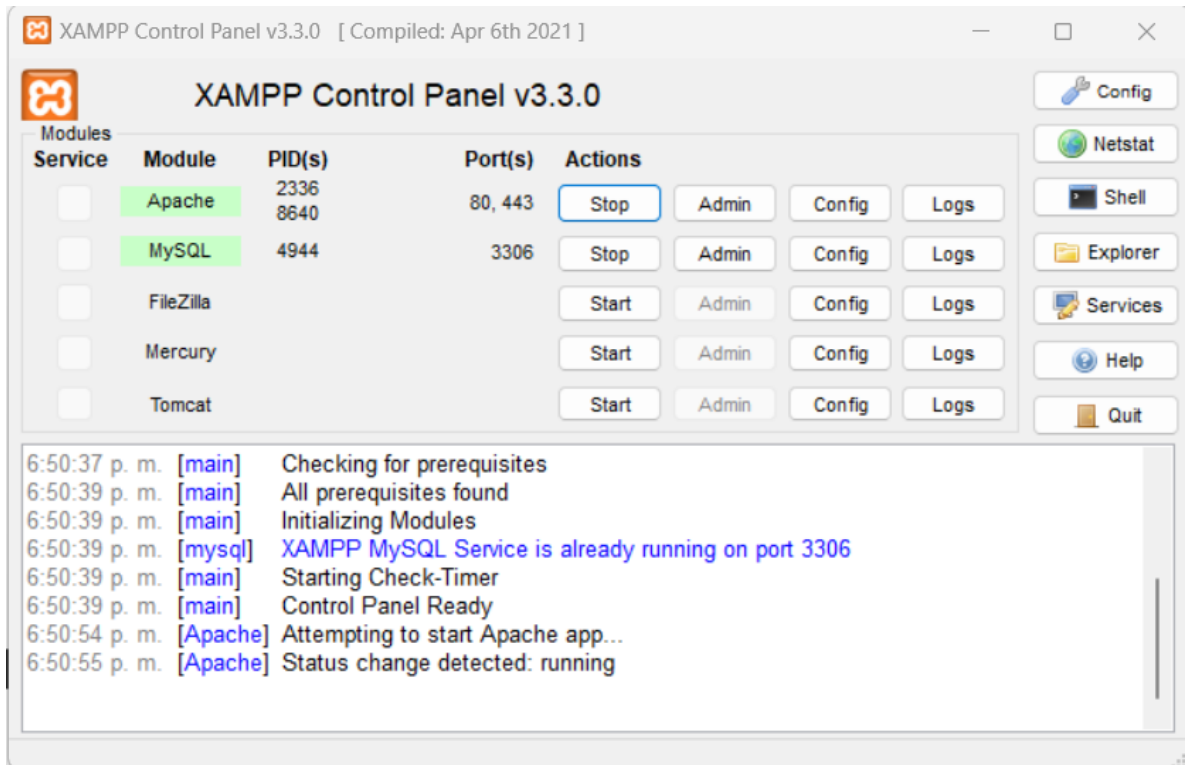 XAMPP Control Panel v3.3.0 [ Compiled: Apr 6th 2021 ]
XAMPP Control Panel v3.3.0
Config
Modules
Service Module PID(s) Port(s) Actions
Netstat
Apache 2336 8640 80, 443 Stop Admin Config Logs
Shell
MySQL 4944 3306 Stop Admin Config Logs
Explorer
FileZilla Start Admin Config Logs
Services
Mercury Start Admin Config Logs
Help
Tomcat Start Admin Config Logs
Quit
6:50:37 p. m. [main] Checking for prerequisites
6:50:39 p. m. [main] All prerequisites found
6:50:39 p. m. [main] Initializing Modules
6:50:39 p. m. [mysql] XAMPP MySQL Service is already running on port 3306
6:50:39 p. m. [main] Starting Check-Timer
6:50:39 p. m. [main] Control Panel Ready
6:50:54 p. m. [Apache] Attempting to start Apache app...
6:50:55 p. m. [Apache] Status change detected: running